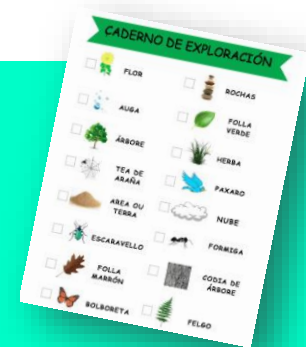 CADERNO DE EXPLORACIÓN
FLOR
AUGA
ÁRBORE
TEA DE
ARAÑA
AREA OU
TERRA
ESCARAVELLO
FOLLA
MARRÓN
BOLBORETA
ROCHAS
FOLLA
VERDE
HERBA
PAXARO
NUBE
FORMIGA
CODIA DE
ÁRBORE
FELGO